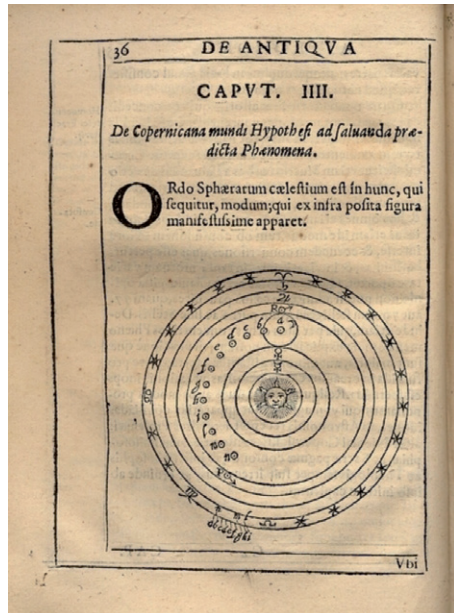 36 DE ANTIQVA
CAPVT. IIII.
De Copernicana mundi Hypothesi ad saluanda præ-
dicta Phænomena.
ORdo Sphærarum cælestium est in hunc, qui
sequitur, modum; qui ex infra posita figura
manifestissime apparet.
♈
♄
♃
Vbi